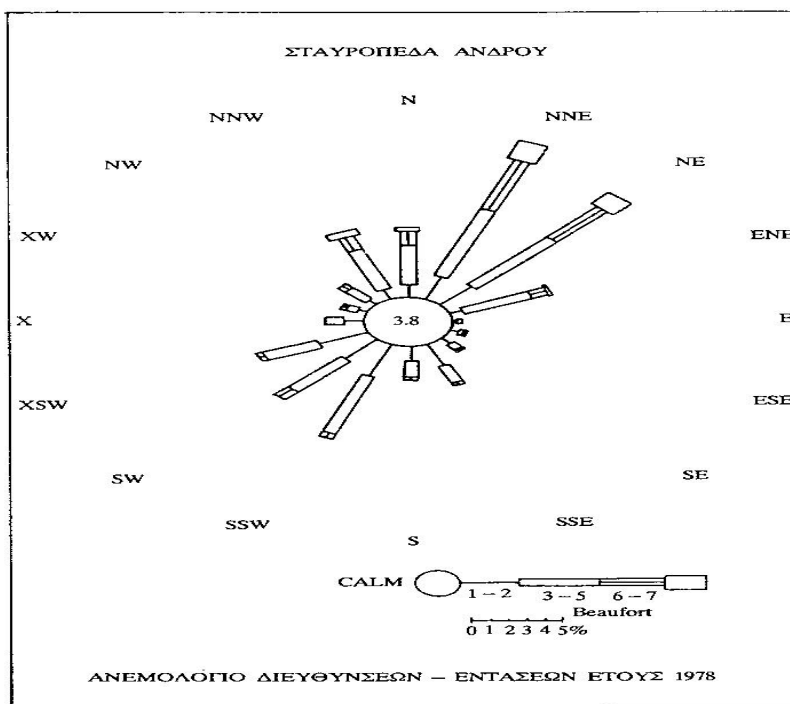 ΣΤΑΥΡΟΠΕΔΑ ΑΝΔΡΟΥ
N
NNW NNE
NW NE
XW ENE
3.8
X E
XSW ESE
SW SE
SSW SSE
S
CALM
1 – 2 3 – 5 6 – 7
Beaufort
0 1 2 3 4 5%
ΑΝΕΜΟΛΟΓΙΟ ΔΙΕΥΘΥΝΣΕΩΝ – ΕΝΤΑΣΕΩΝ ΕΤΟΥΣ 1978